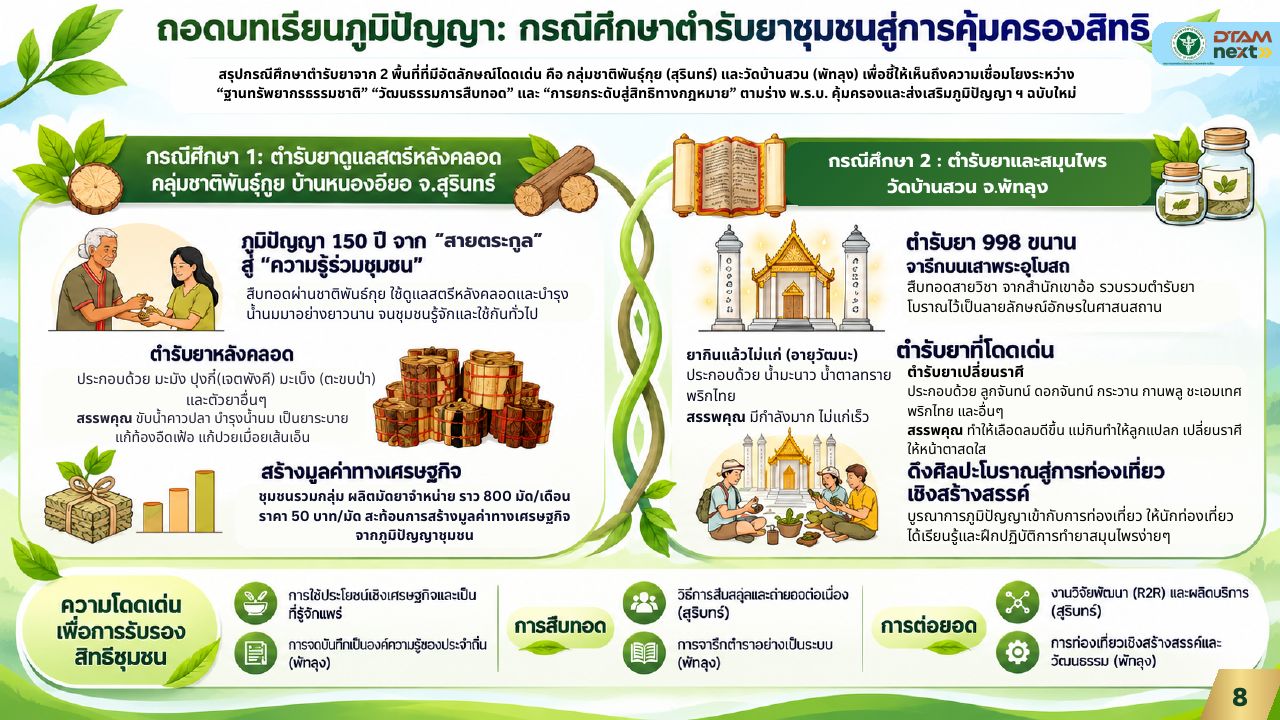 ถอดบทเรียนภูมิปัญญา: กรณีศึกษาตำรับยาชุมชนสู่การคุ้มครองสิทธิ
DTAM
next
สรุปกรณีศึกษาตำรับยาจาก 2 พื้นที่ที่มีอัตลักษณ์โดดเด่น คือ กลุ่มชาติพันธุ์กุย (สุรินทร์) และวัดบ้านสวน (พัทลุง) เพื่อชี้ให้เห็นถึงความเชื่อมโยงระหว่าง
“ฐานทรัพยากรธรรมชาติ” “วัฒนธรรมการสืบทอด” และ “การยกระดับสู่สิทธิทางกฎหมาย” ตามร่าง พ.ร.บ. คุ้มครองและส่งเสริมภูมิปัญญา ฯ ฉบับใหม่
กรณีศึกษา 1: ตำรับยาดูแลสตรีหลังคลอด
กลุ่มชาติพันธุ์กูย บ้านหนองอียอ จ.สุรินทร์
ภูมิปัญญา 150 ปี จาก “สายตระกูล”
สู่ “ความรู้ร่วมชุมชน”
สืบทอดผ่านชาติพันธ์กุย ใช้ดูแลสตรีหลังคลอดและบำรุง
น้ำนมมาอย่างยาวนาน จนชุมชนรู้จักและใช้กันทั่วไป
ตำรับยาหลังคลอด
ประกอบด้วย มะมัง ปุงกี่(เจตพังคี) มะเบ็ง (ตะขบป่า)
และตัวยาอื่นๆ
สรรพคุณ ขับน้ำคาวปลา บำรุงน้ำนม เป็นยาระบาย
แก้ท้องอืดเฟ้อ แก้ปวยเมื่อยเส้นเอ็น
สร้างมูลค่าทางเศรษฐกิจ
ชุมชนรวมกลุ่ม ผลิตมัดยาจำหน่าย ราว 800 มัด/เดือน
ราคา 50 บาท/มัด สะท้อนการสร้างมูลค่าทางเศรษฐกิจ
จากภูมิปัญญาชุมชน
กรณีศึกษา 2 : ตำรับยาและสมุนไพร
วัดบ้านสวน จ.พัทลุง
ตำรับยา 998 ขนาน
จารึกบนเสาพระอุโบสถ
สืบทอดสายวิชา จากสำนักเขาอ้อ รวบรวมตำรับยา
โบราณไว้เป็นลายลักษณ์อักษรในศาสนสถาน
ตำรับยาที่โดดเด่น
ยากินแล้วไม่แก่ (อายุวัฒนะ)
ประกอบด้วย น้ำมะนาว น้ำตาลทราย
พริกไทย
สรรพคุณ มีกำลังมาก ไม่แก่เร็ว
ตำรับยาเปลี่ยนราศี
ประกอบด้วย ลูกจันทน์ ดอกจันทน์ กระวาน กานพลู ชะเอมเทศ
พริกไทย และอื่นๆ
สรรพคุณ ทำให้เลือดลมดีขึ้น แม่กินทำให้ลูกแปลก เปลี่ยนราศี
ให้หน้าตาสดใส
ดึงศิลปะโบราณสู่การท่องเที่ยว
เชิงสร้างสรรค์
บูรณาการภูมิปัญญาเข้ากับการท่องเที่ยว ให้นักท่องเที่ยว
ได้เรียนรู้และฝึกปฏิบัติการทำยาสมุนไพรง่ายๆ
ความโดดเด่น
เพื่อการรับรอง
สิทธีชุมชน
การใช้ประโยชน์เชิงเศรษฐกิจและเป็น
ที่รู้จักแพร่
การจดบันทึกเป็นองค์ความรู้ของประจำถิ่น
(พัทลุง)
การสืบทอด
(สุรินทร์)
การจารึกตำราอย่างเป็นระบบ
(พัทลุง)
การต่อยอด
งานวิจัยพัฒนา (R2R) และผลิตบริการ
(สุรินทร์)
การท่องเที่ยวเชิงสร้างสรรค์และ
วัฒนธรรม (พัทลุง)
8